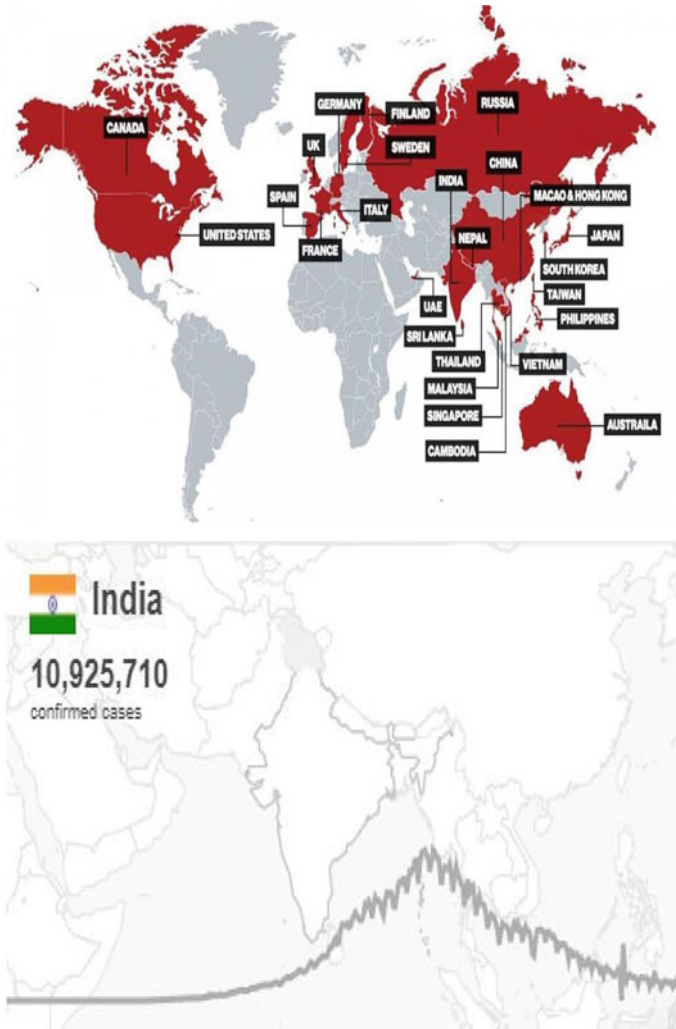 GERMANY
FINLAND
RUSSIA
CANADA
UK
SWEDEN
CHINA
INDIA
MACAO & HONG KONG
SPAIN
ITALY
UNITED STATES
NEPAL
JAPAN
FRANCE
SOUTH KOREA
UAE
TAIWAN
SRI LANKA
PHILIPPINES
THAILAND
VIETNAM
MALAYSIA
SINGAPORE
AUSTRAILA
CAMBODIA
India
10,925,710
confirmed cases